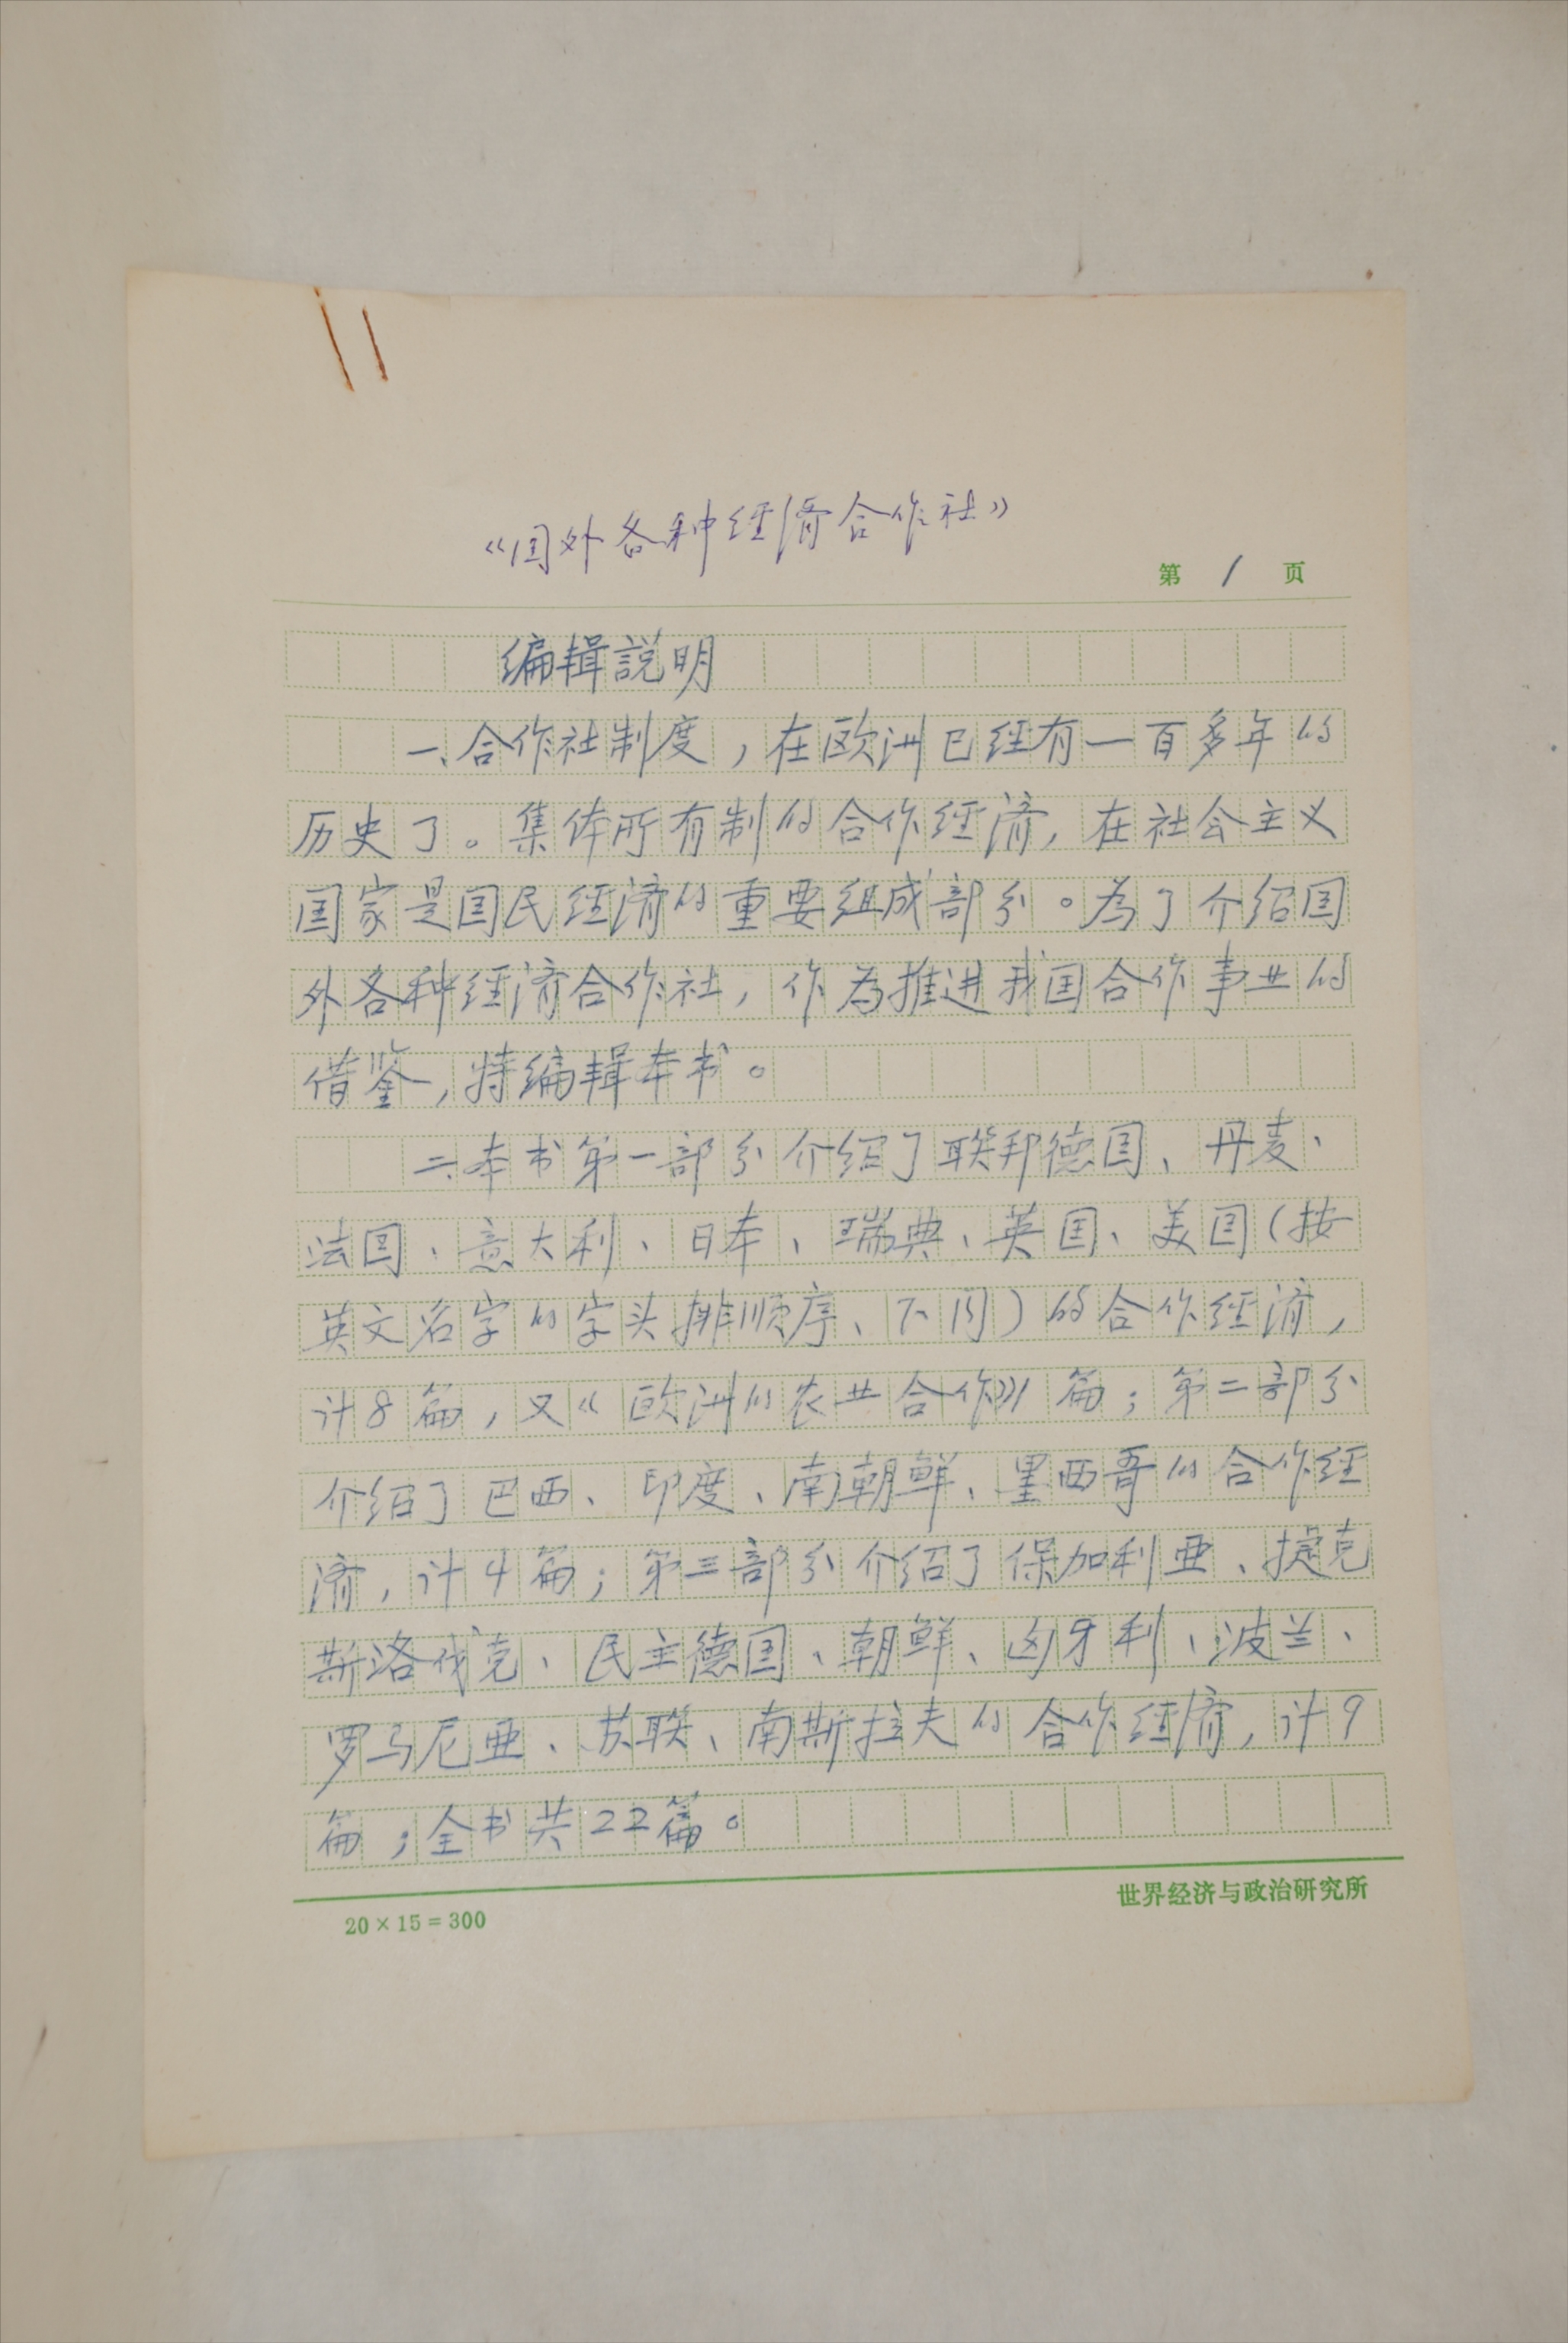 《国外各种经济合作社》
第 1 页
编辑説明
一、合作社制度，在欧洲已经有一百多年的
历史了。集体所有制的合作经济，在社会主义
国家是国民经济的重要组成部分。为了介绍国
外各种经济合作社，作为推进我国合作事业的
借鉴，特编辑本书。
二、本书第一部分介绍了联邦德国、丹麦、
法国、意大利、日本、瑞典、英国、美国（按
英文名字的字头排顺序、下同）的合作经济，
计8篇，又《欧洲的农业合作》1篇；第二部分
介绍了巴西、印度、南朝鲜、墨西哥的合作经
济，计4篇；第三部分介绍了保加利亚、捷克
斯洛伐克、民主德国、朝鲜、匈牙利、波兰、
罗马尼亚、苏联、南斯拉夫的合作经济，计9
篇；全书共22篇。
世界经济与政治研究所
20×15=300